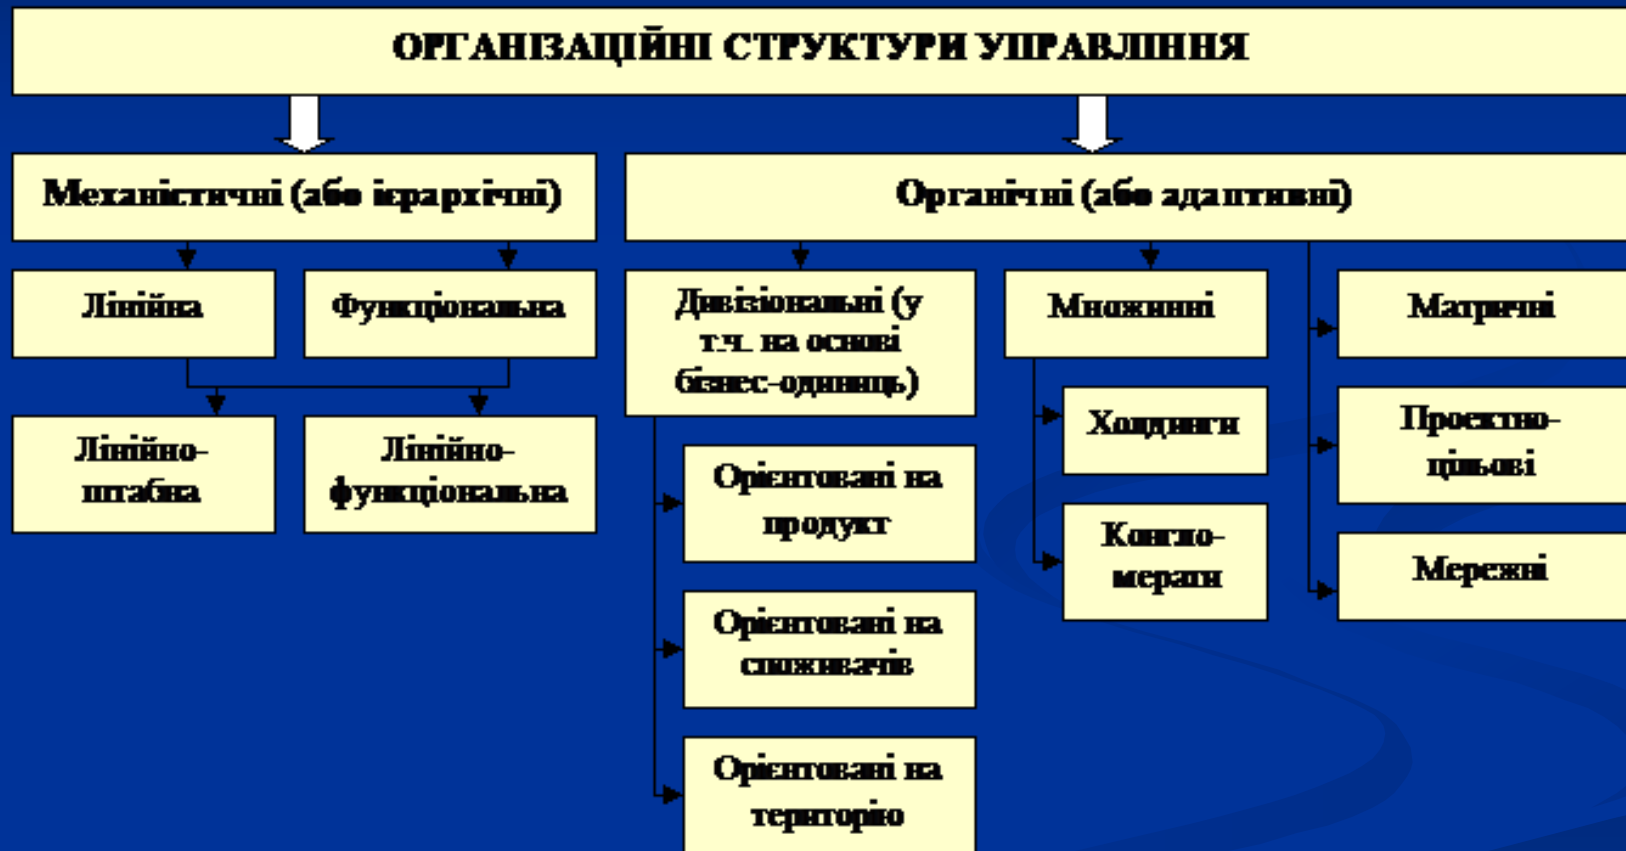 ОРГАНІЗАЦІЙНІ СТРУКТУРИ УПРАВЛІННЯ
Механістичні (або ієрархічні)
Органічні (або адаптивні)
Лінійна
Функціональна
Лінійно-
штабна
Лінійно-
функціональна
Дивізіональні (у
т.ч. на основі
бізнес-одиниць)
Орієнтовані на
продукт
Орієнтовані на
споживачів
Орієнтовані на
територію
Множинні
Холдинги
Конгло-
мерати
Матричні
Проектно-
цільові
Мережні